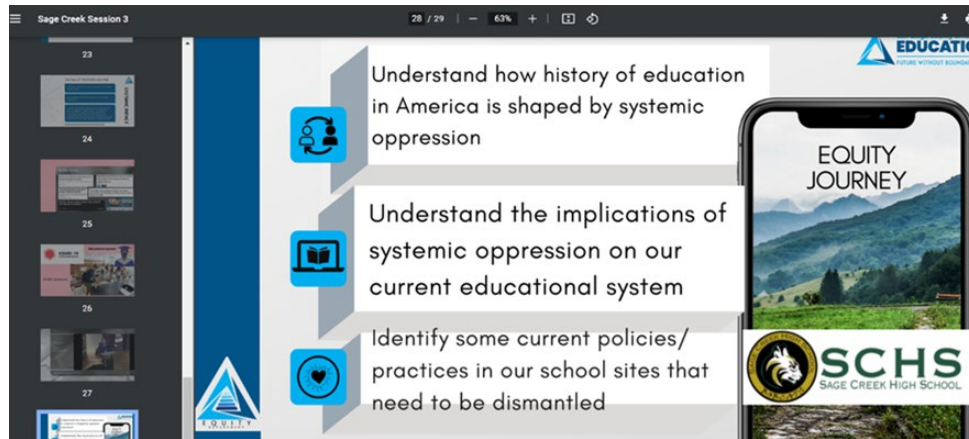 Sage Creek Session 3
28 / 29
63%
23
24
25
26
27
EDUCATIO
FUTURE WITHOUT BOUNDAR
Understand how history of education
in America is shaped by systemic
oppression
Understand the implications of
systemic oppression on our
current educational system
Identify some current policies/
practices in our school sites that
need to be dismantled
EQUITY
JOURNEY
SCHS
SAGE CREEK HIGH SCHOOL
EQUITY